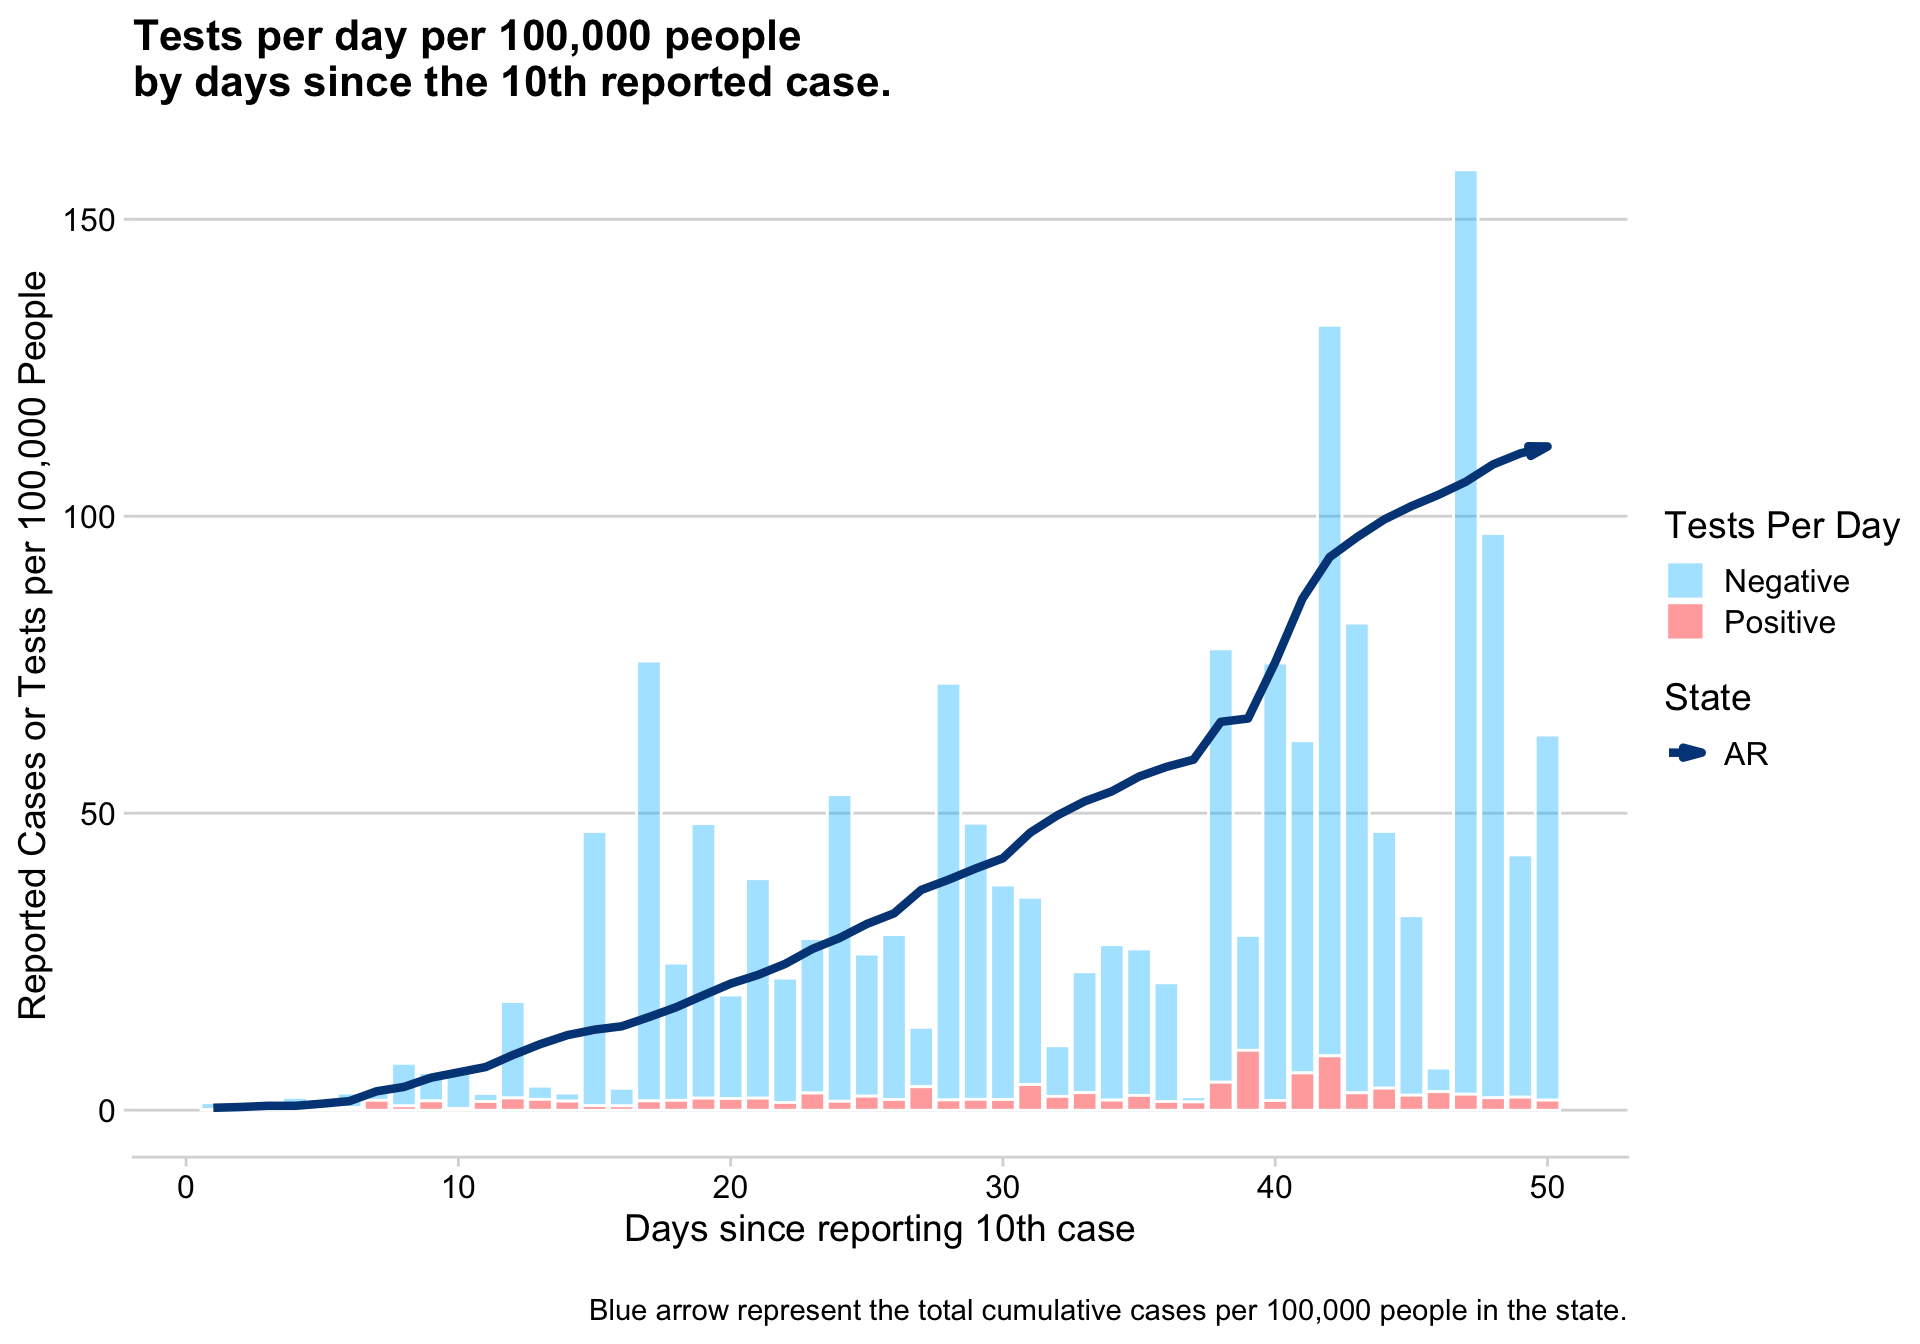 Tests per day per 100,000 people
by days since the 10th reported case.
Reported Cases or Tests per 100,000 People
150
100
50
0
0
10
20
30
40
50
Days since reporting 10th case
Tests Per Day
Negative
Positive
State
AR
Blue arrow represent the total cumulative cases per 100,000 people in the state.